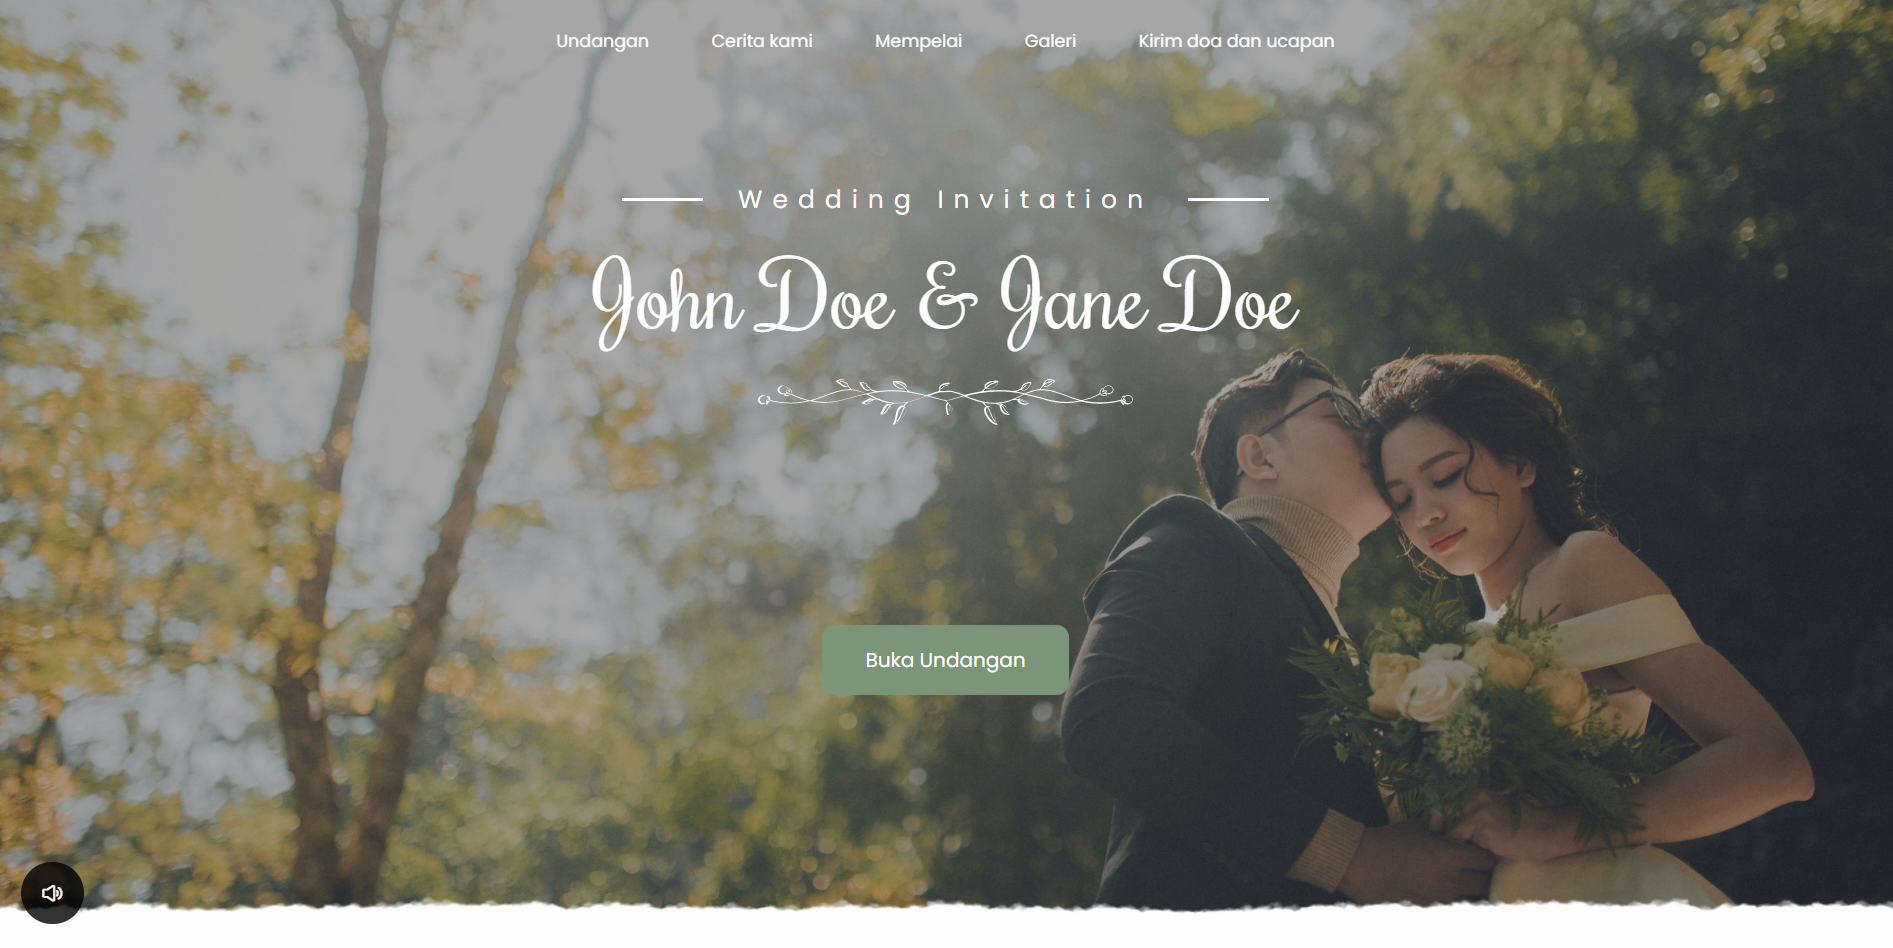 Undangan Cerita kami Mempelai Galeri Kirim doa dan ucapan
Wedding Invitation
John Doe & Jane Doe
Buka Undangan